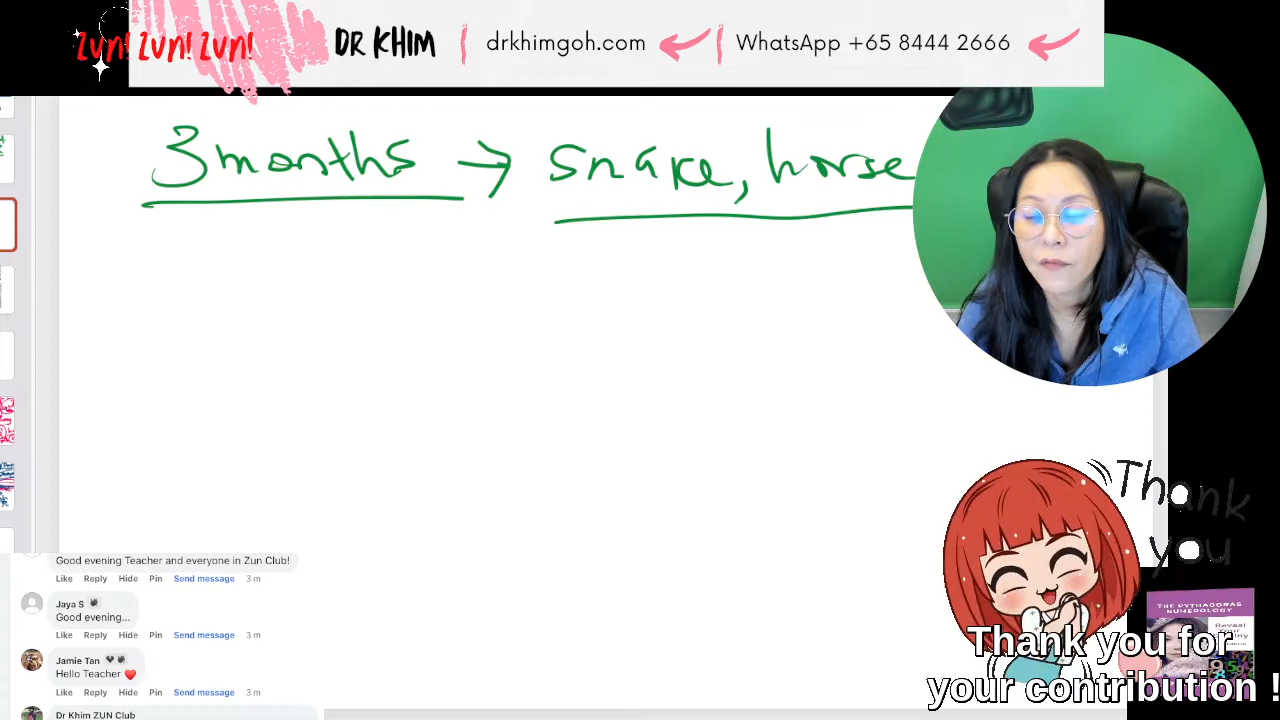 Zun! Zun! Zun!
DR KHIM
drkhimgoh.com
WhatsApp +65 8444 2666
3months → snake, horse
Good evening Teacher and everyone in Zun Club!
Like Reply Hide Pin Send message 3 m
Jaya S
Good evening...
Like Reply Hide Pin Send message 3 m
Jamie Tan
Hello Teacher ❤️
Like Reply Hide Pin Send message 3 m
Dr Khim ZUN Club
Thank
you
THE PYTHAGORAS
NUMEROLOGY
Reveal
Thank you for
your contribution !